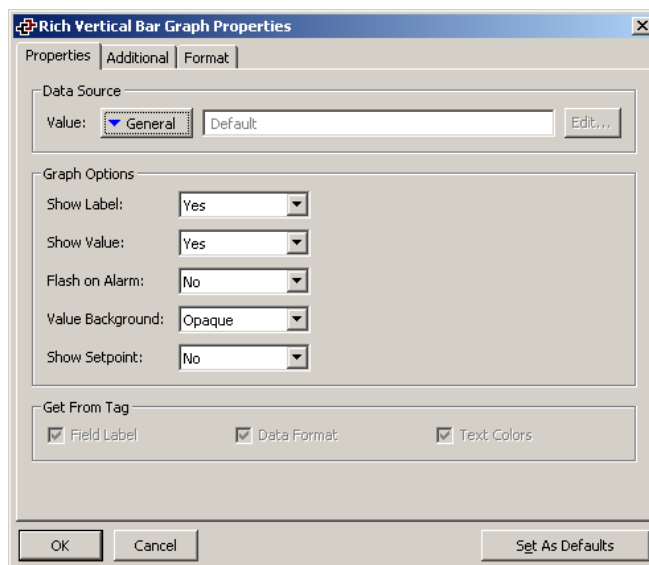 Rich Vertical Bar Graph Properties
Properties Additional Format
Data Source
Value: General Default Edit...
Graph Options
Show Label: Yes
Show Value: Yes
Flash on Alarm: No
Value Background: Opaque
Show Setpoint: No
Get From Tag
Field Label Data Format Text Colors
OK Cancel Set As Defaults